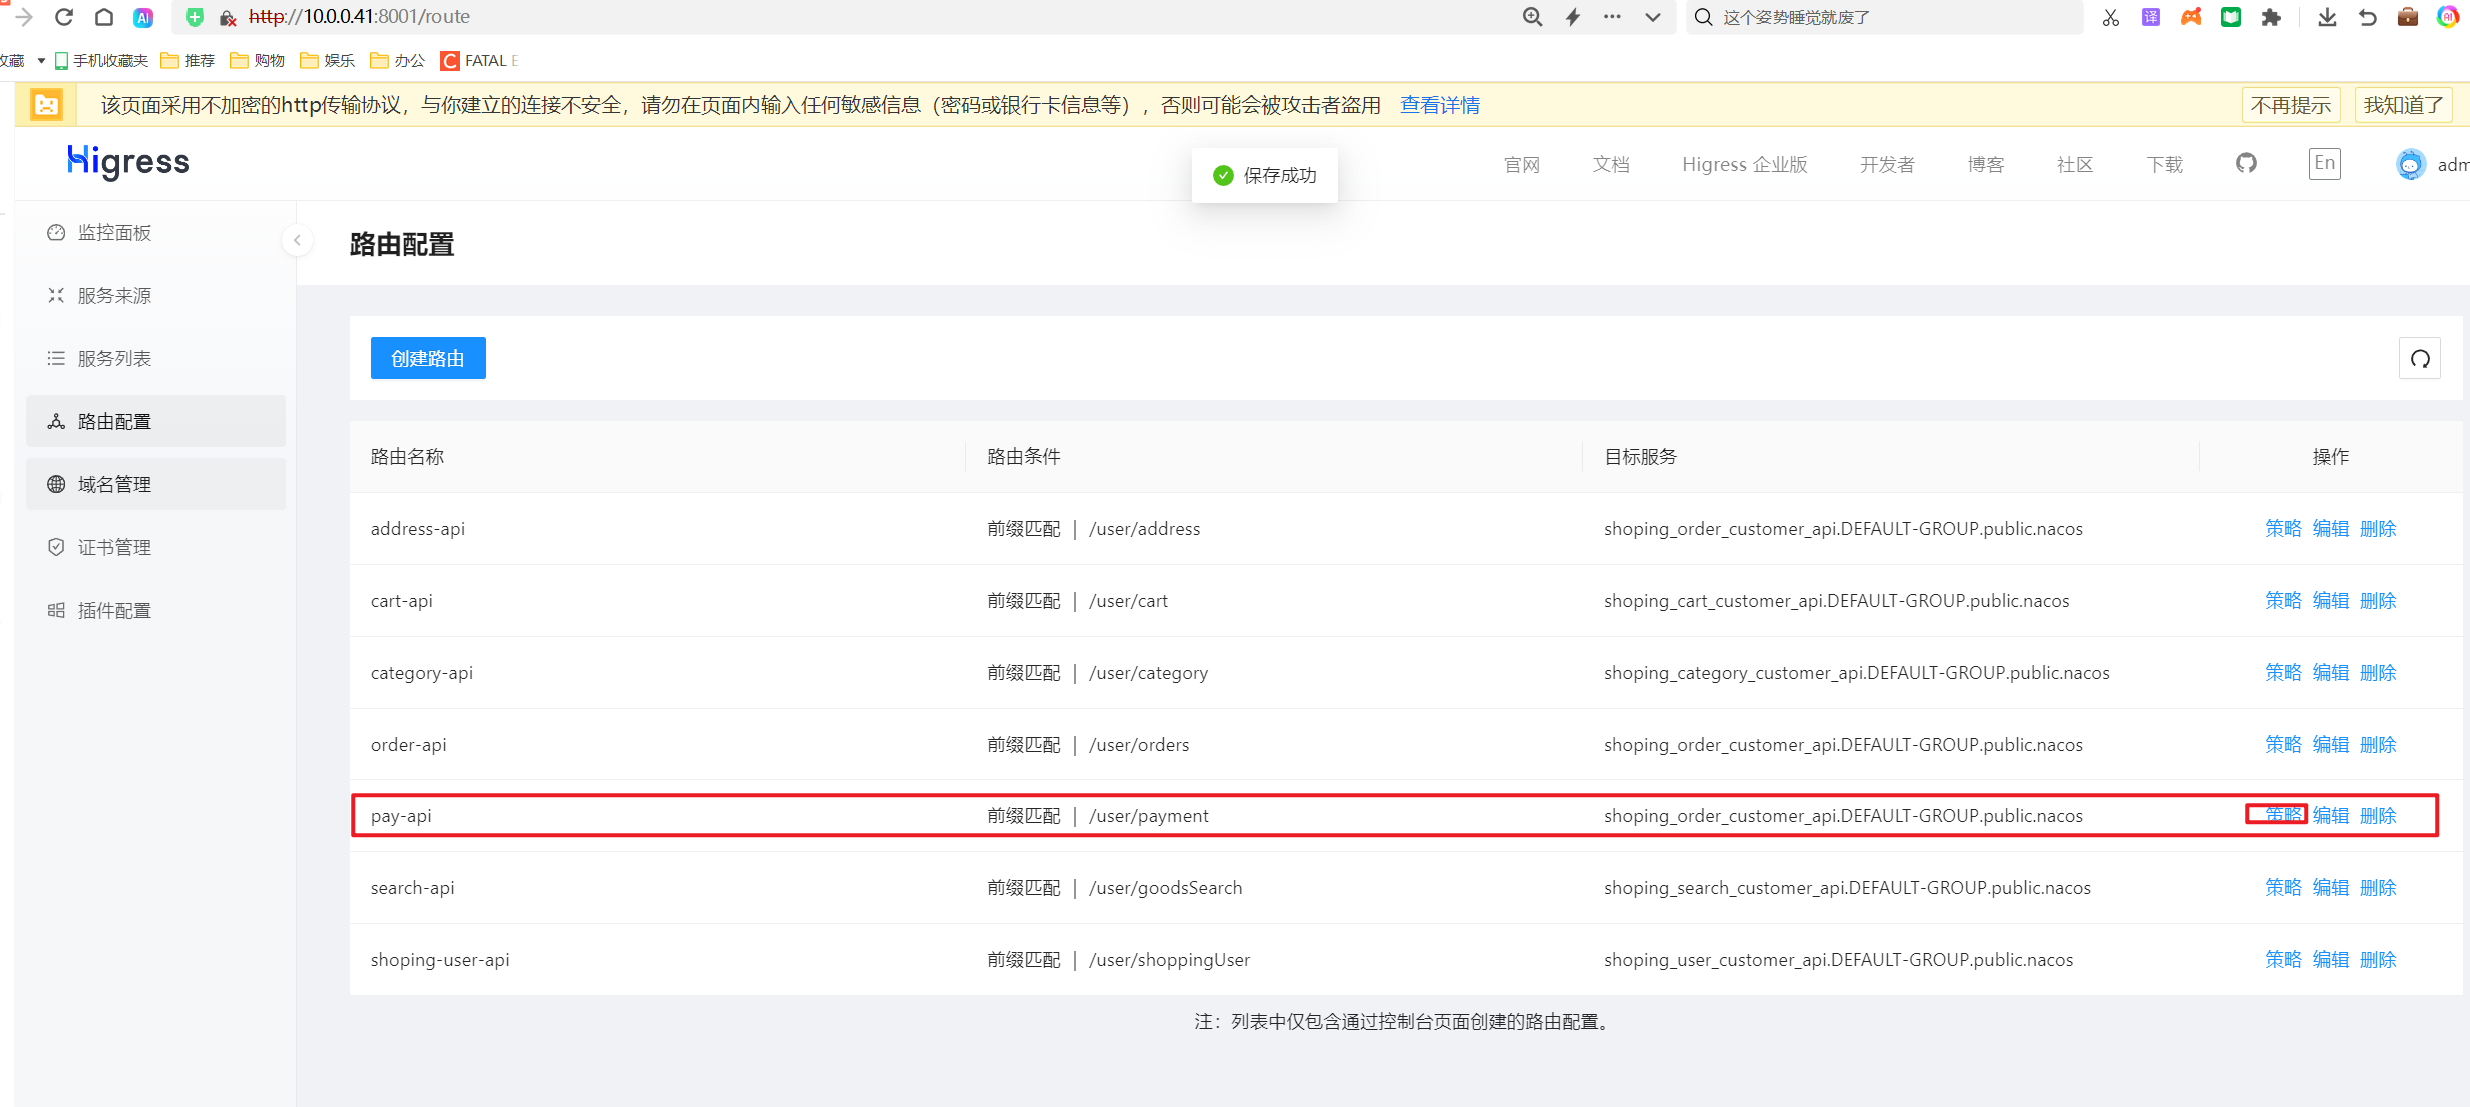 http://10.0.0.41:8001/route
这个姿势睡觉就废了
译
收藏 手机收藏夹 推荐 购物 娱乐 办公 C FATAL E
该页面采用不加密的http传输协议，与你建立的连接不安全，请勿在页面内输入任何敏感信息（密码或银行卡信息等），否则可能会被攻击者盗用 查看详情 不再提示 我知道了
Higress
保存成功
官网 文档 Higress 企业版 开发者 博客 社区 下载 En adm
监控面板
服务来源
服务列表
路由配置
域名管理
证书管理
插件配置
路由配置
创建路由
路由名称 路由条件 目标服务 操作
address-api 前缀匹配 | /user/address shoping_order_customer_api.DEFAULT-GROUP.public.nacos 策略 编辑 删除
cart-api 前缀匹配 | /user/cart shoping_cart_customer_api.DEFAULT-GROUP.public.nacos 策略 编辑 删除
category-api 前缀匹配 | /user/category shoping_category_customer_api.DEFAULT-GROUP.public.nacos 策略 编辑 删除
order-api 前缀匹配 | /user/orders shoping_order_customer_api.DEFAULT-GROUP.public.nacos 策略 编辑 删除
pay-api 前缀匹配 | /user/payment shoping_order_customer_api.DEFAULT-GROUP.public.nacos 策略 编辑 删除
search-api 前缀匹配 | /user/goodsSearch shoping_search_customer_api.DEFAULT-GROUP.public.nacos 策略 编辑 删除
shoping-user-api 前缀匹配 | /user/shoppingUser shoping_user_customer_api.DEFAULT-GROUP.public.nacos 策略 编辑 删除
注：列表中仅包含通过控制台页面创建的路由配置。